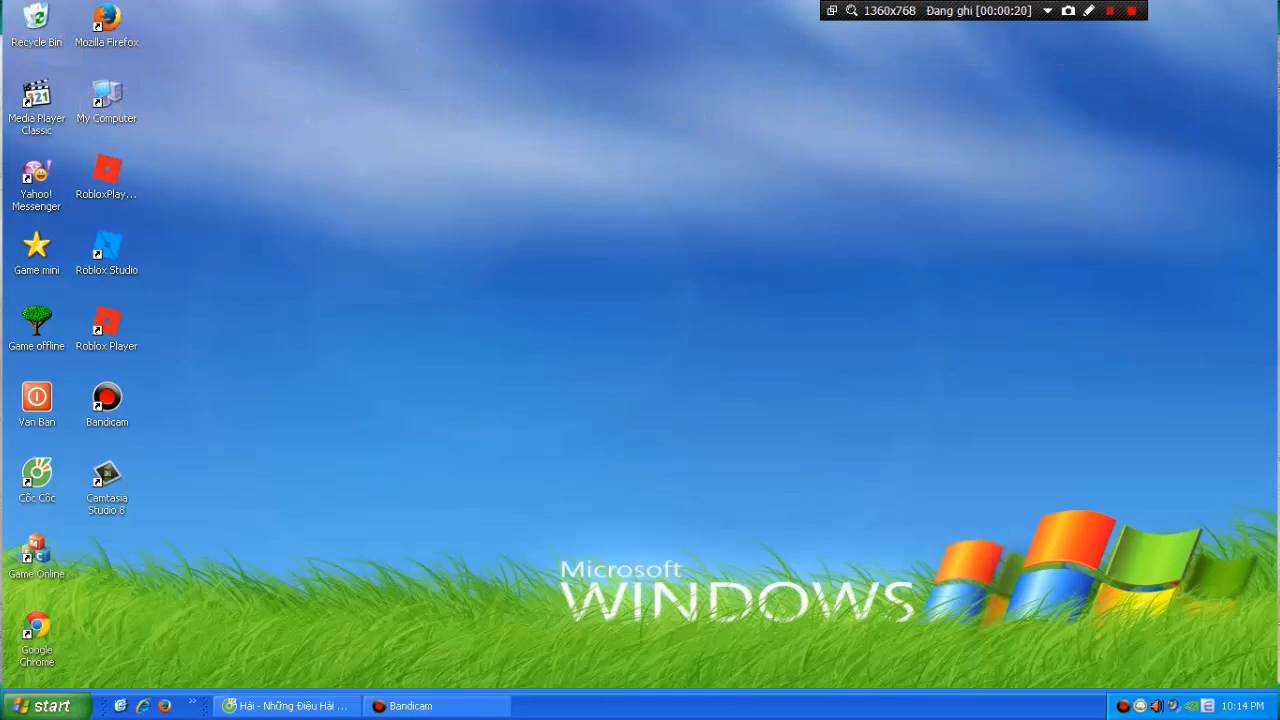 1360x768 Đang ghi [00:00:20]
Recycle Bin
Mozilla Firefox
Media Player
Classic
My Computer
Yahoo!
Messenger
RobloxPlay...
Game mini
Roblox Studio
Game offline
Roblox Player
Van Ban
Bandicam
Cốc Cốc
Camtasia
Studio 8
Game Online
Google
Chrome
Microsoft
WINDOWS
start
Hài - Những Điều Hài ...
Bandicam
10:14 PM